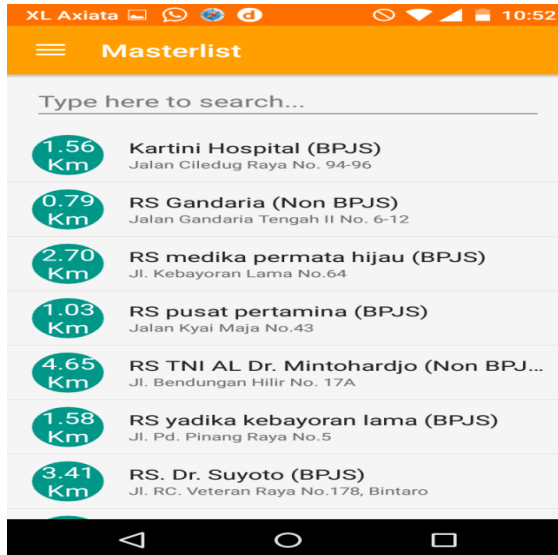 XL Axiata 10:52
Masterlist
Type here to search...
1.56 Km
Kartini Hospital (BPJS)
Jalan Ciledug Raya No. 94-96
0.79 Km
RS Gandaria (Non BPJS)
Jalan Gandaria Tengah II No. 6-12
2.70 Km
RS medika permata hijau (BPJS)
Jl. Kebayoran Lama No.64
1.03 Km
RS pusat pertamina (BPJS)
Jalan Kyai Maja No.43
4.65 Km
RS TNI AL Dr. Mintohardjo (Non BPJ...
Jl. Bendungan Hilir No. 17A
1.58 Km
RS yadika kebayoran lama (BPJS)
Jl. Pd. Pinang Raya No.5
3.41 Km
RS. Dr. Suyoto (BPJS)
Jl. RC. Veteran Raya No.178, Bintaro